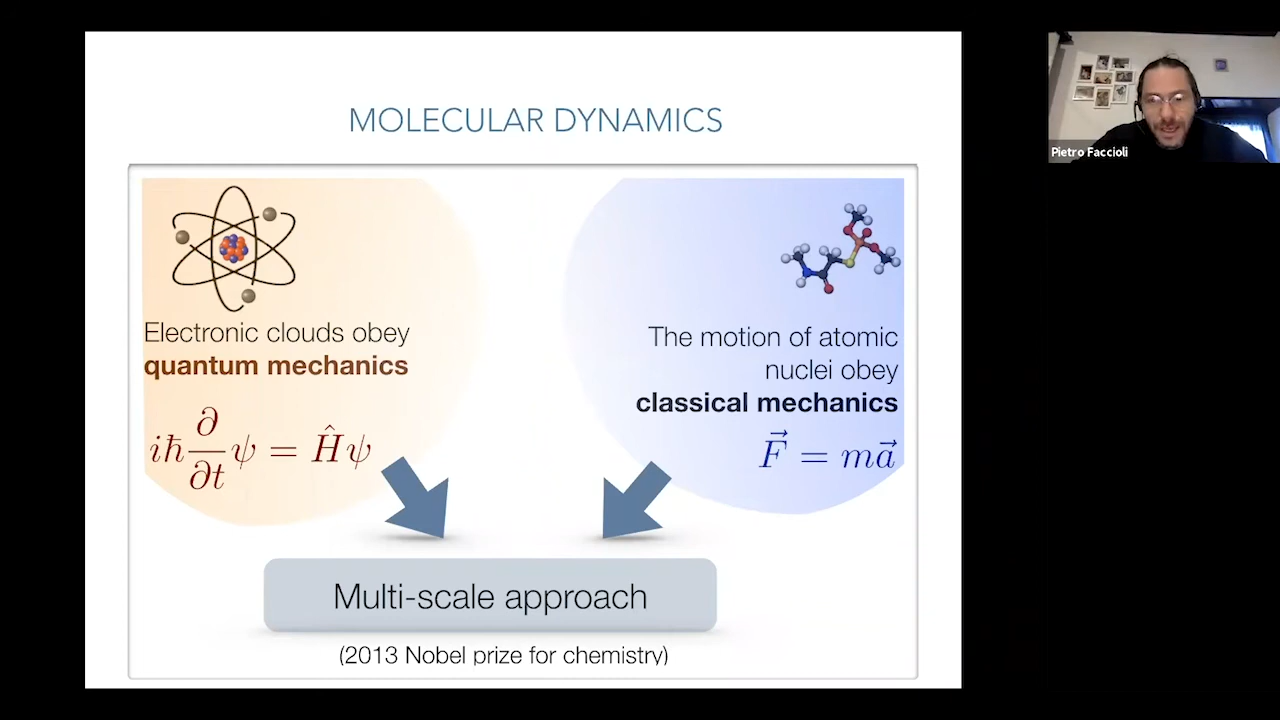 MOLECULAR DYNAMICS
Electronic clouds obey
quantum mechanics
iℏ ∂/∂t ψ = Ĥψ
The motion of atomic
nuclei obey
classical mechanics
F⃗ = ma⃗
Multi-scale approach
(2013 Nobel prize for chemistry)
Pietro Faccioli